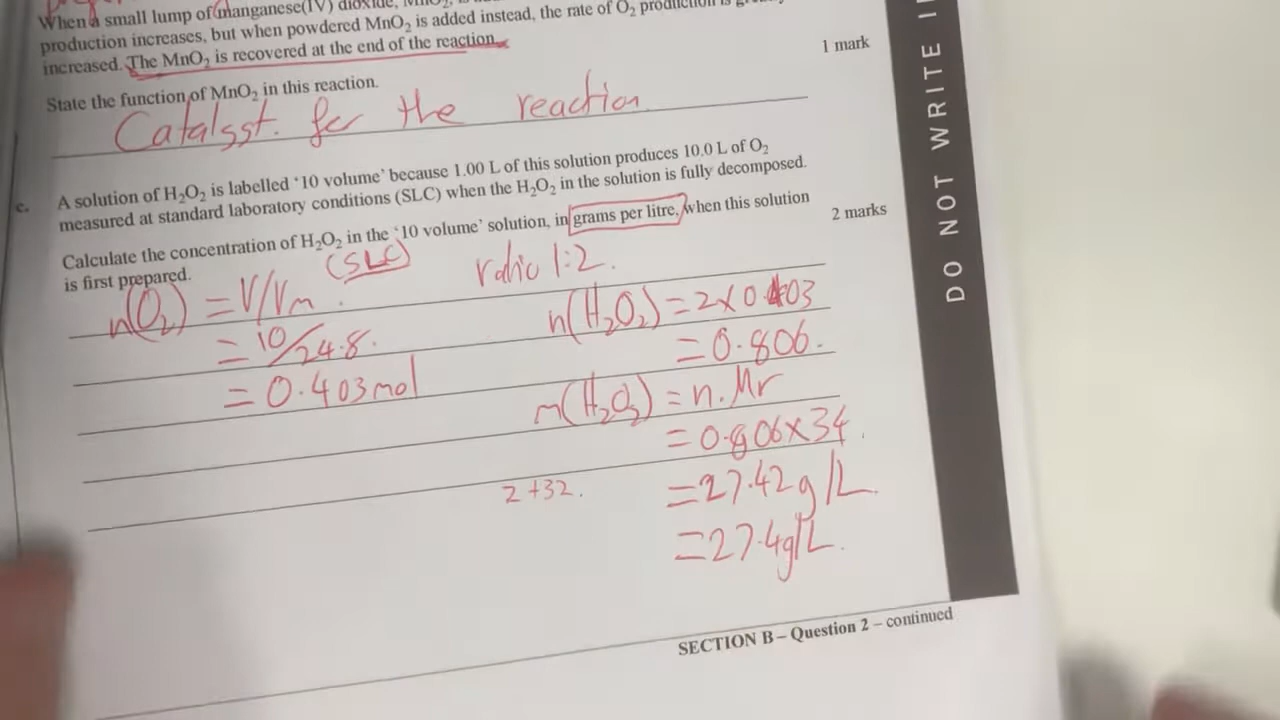 When a small lump of manganese(IV) dioxide, MnO2, is
production increases, but when powdered MnO2 is added instead, the rate of O2 production is
increased. The MnO2 is recovered at the end of the reaction.
1 mark
State the function of MnO2 in this reaction.
Catalsst. for the reaction
c. A solution of H2O2 is labelled ‘10 volume’ because 1.00 L of this solution produces 10.0 L of O2
measured at standard laboratory conditions (SLC) when the H2O2 in the solution is fully decomposed.
Calculate the concentration of H2O2 in the ‘10 volume’ solution, in grams per litre, when this solution
is first prepared.
2 marks
(SLC)
ratio 1:2.
n(O2) = V/Vm.
= 10/24.8.
= 0.403 mol
n(H2O2) = 2 x 0.403
= 0.806.
m(H2O2) = n. Mr
= 0.806 x 34.
2 + 32.
= 27.42 g/L
= 27.4 g/L.
SECTION B – Question 2 – continued
DO NOT WRITE I